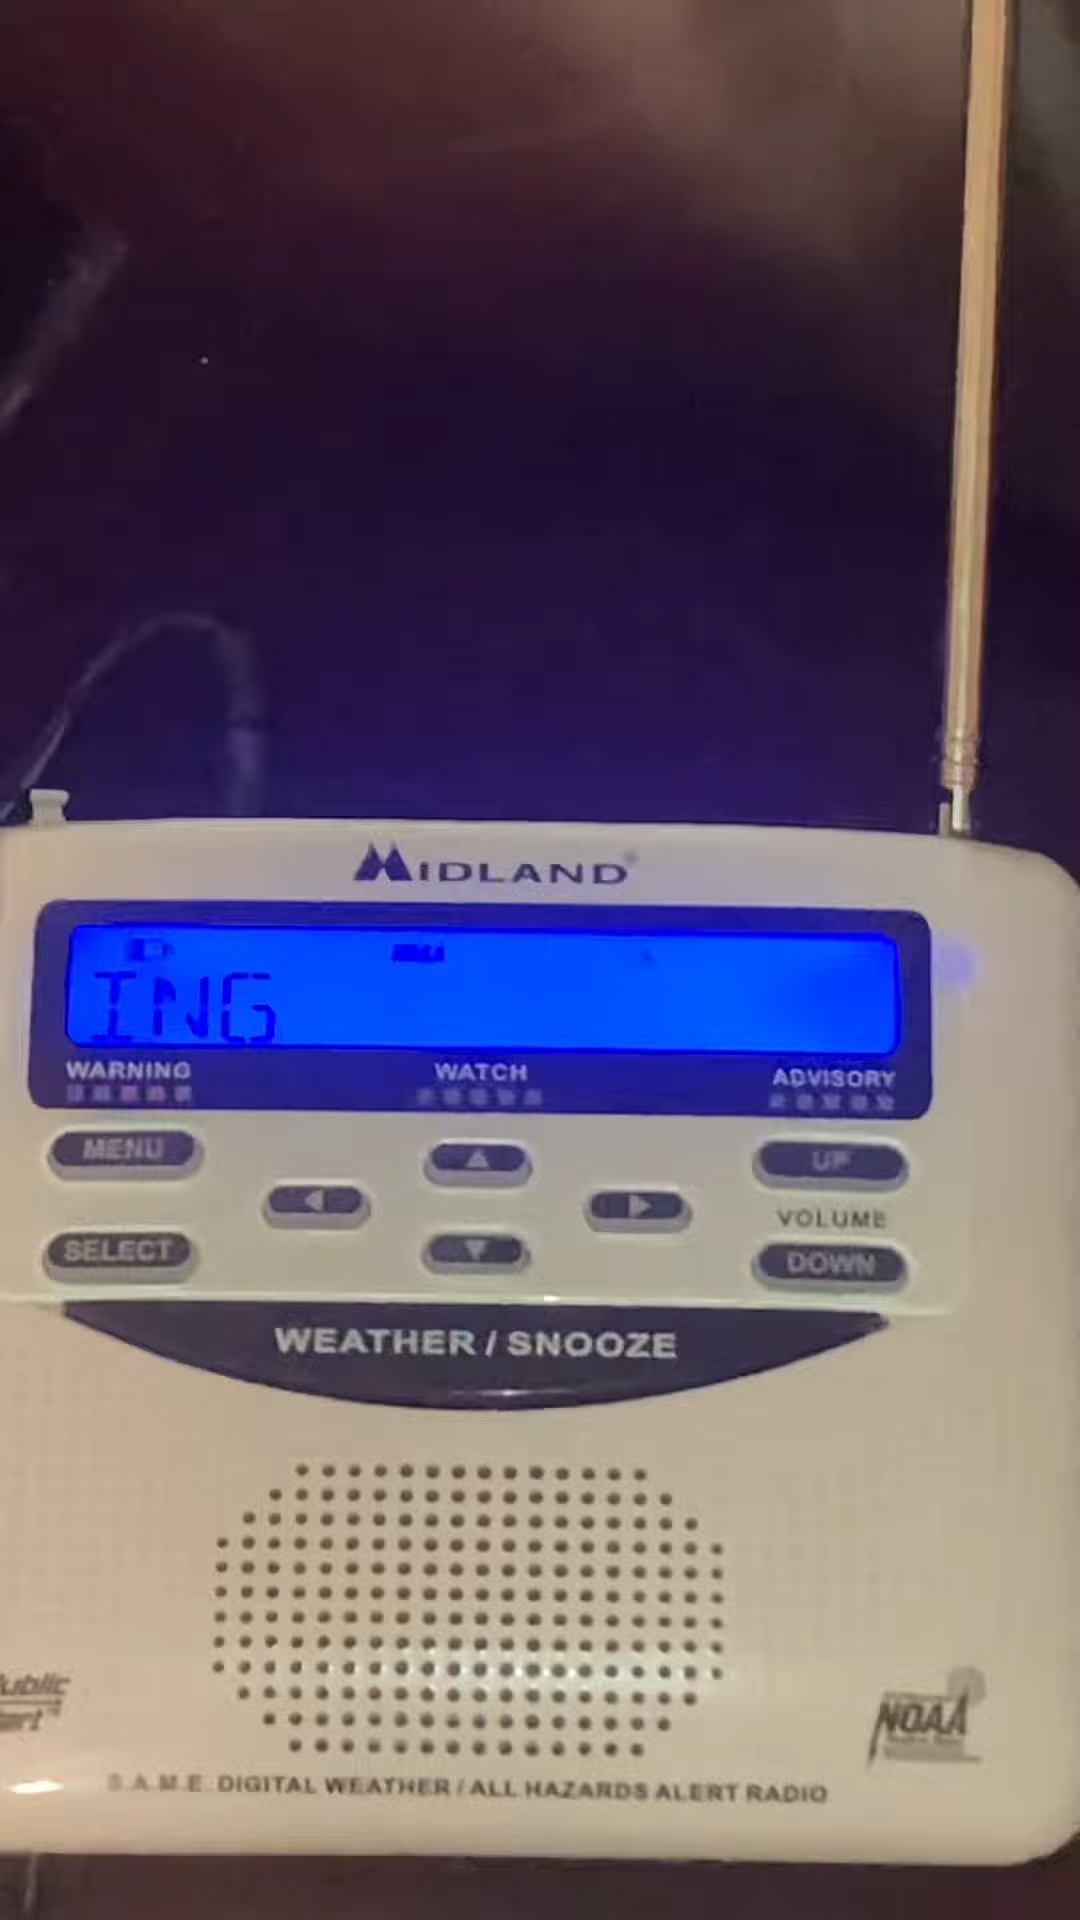 MIDLAND
ING
WARNING WATCH ADVISORY
MENU UP
VOLUME
SELECT DOWN
WEATHER / SNOOZE
NOAA
S.A.M.E. DIGITAL WEATHER / ALL HAZARDS ALERT RADIO